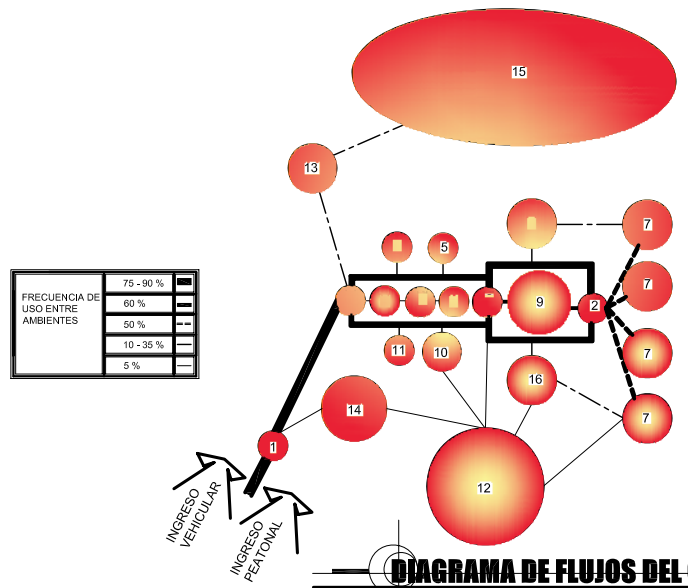 15
13
7
5
7
9
2
7
11
10
16
14
7
1
12
FRECUENCIA DE
USO ENTRE
AMBIENTES
75 - 90 %
60 %
50 %
10 - 35 %
5 %
INGRESO
VEHICULAR
INGRESO
PEATONAL
DIAGRAMA DE FLUJOS DEL